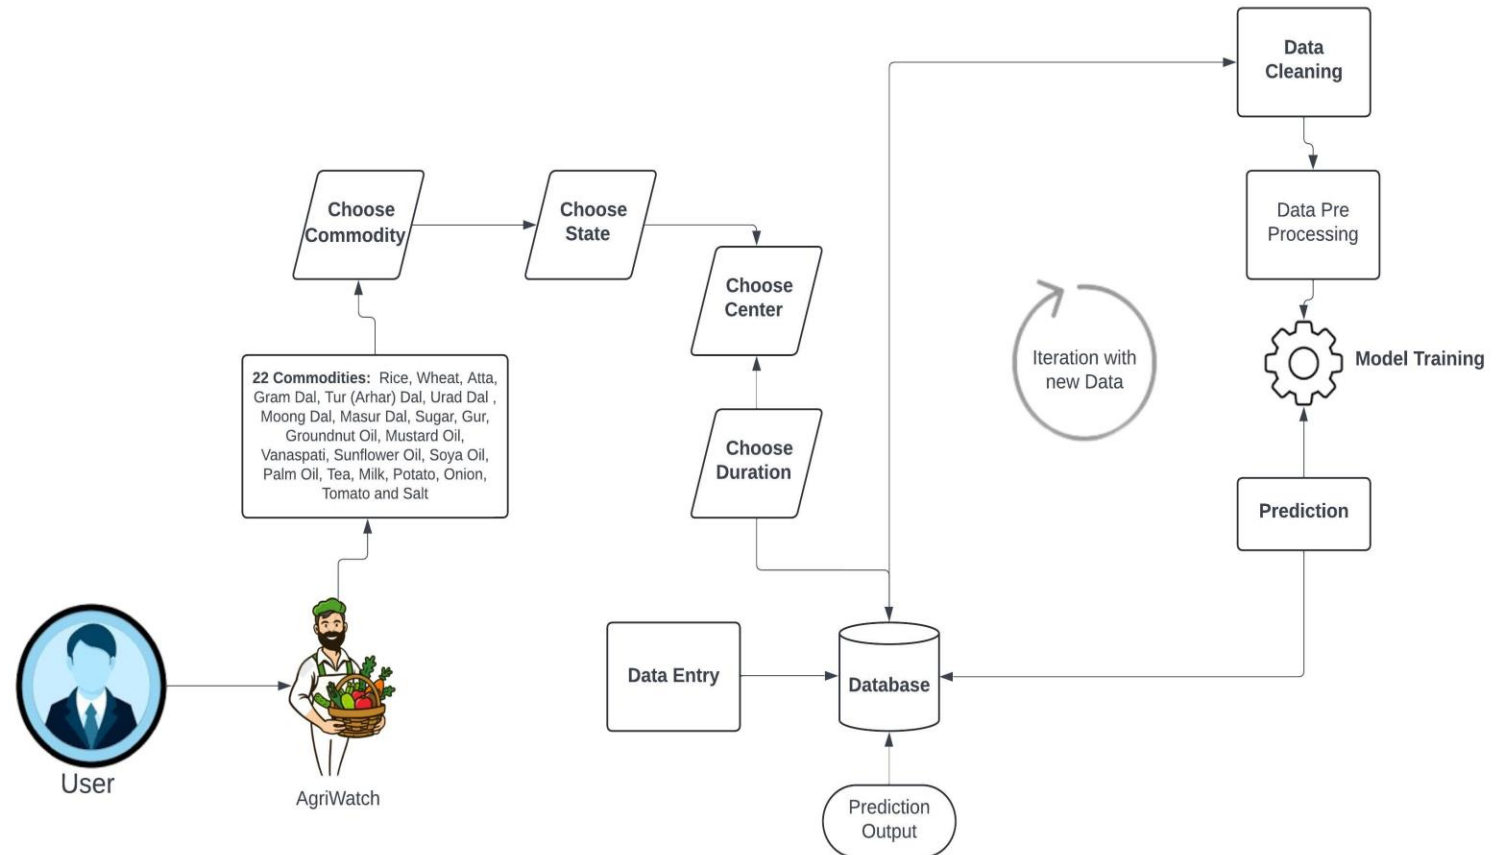 Data
Cleaning
Choose
Commodity
Choose
State
Data Pre
Processing
Choose
Center
Iteration with
new Data
Model Training
22 Commodities:  Rice, Wheat, Atta,
Gram Dal, Tur (Arhar) Dal, Urad Dal ,
Moong Dal, Masur Dal, Sugar, Gur,
Groundnut Oil, Mustard Oil,
Vanaspati, Sunflower Oil, Soya Oil,
Palm Oil, Tea, Milk, Potato, Onion,
Tomato and Salt
Choose
Duration
Prediction
Data Entry
Database
User
AgriWatch
Prediction
Output